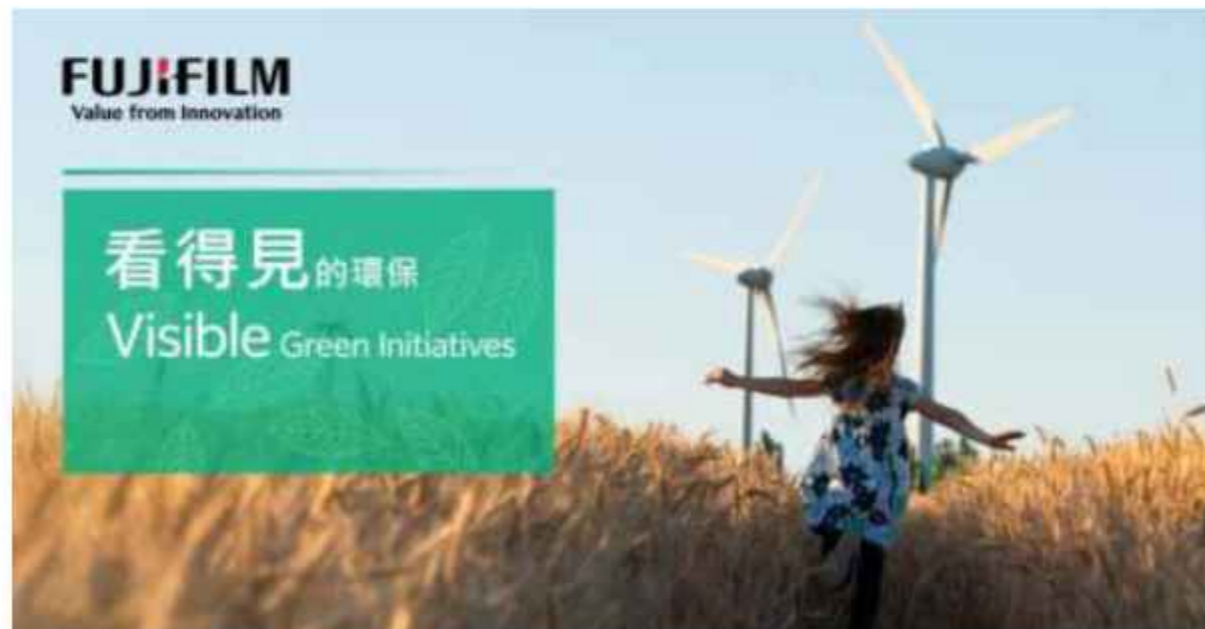 FUJIFILM
Value from Innovation
看得見的環保
Visible Green Initiatives